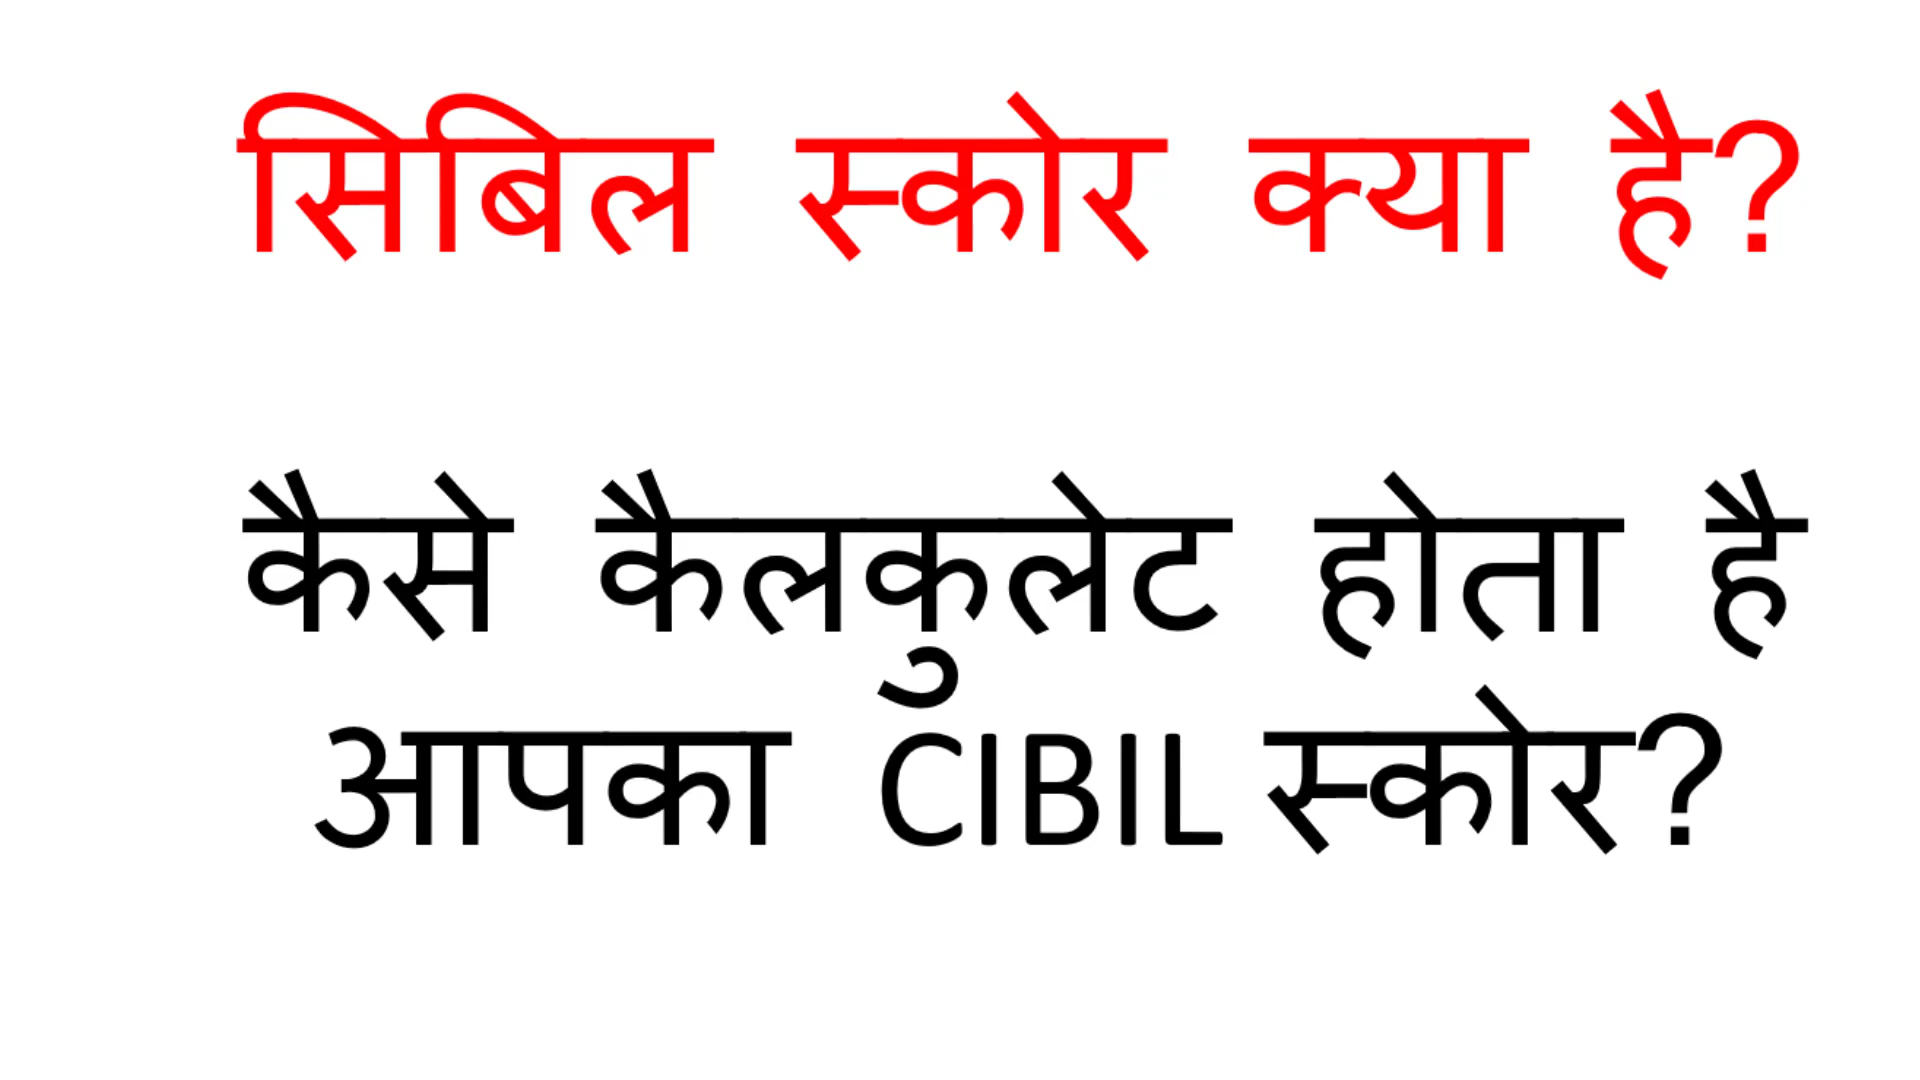 सिबिल स्कोर क्या है?
कैसे कैलकुलेट होता है
आपका CIBIL स्कोर?